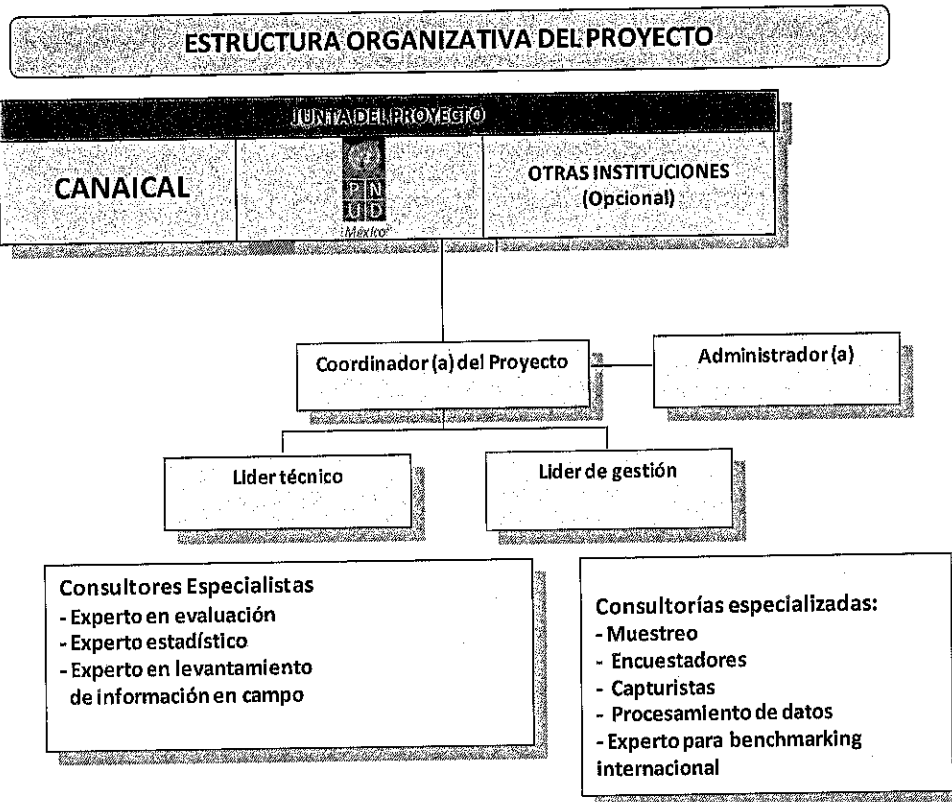 ESTRUCTURA ORGANIZATIVA DEL PROYECTO
JUNTA DEL PROYECTO
CANAICAL
P N
U D
México
OTRAS INSTITUCIONES
(Opcional)
Coordinador (a) del Proyecto
Administrador (a)
Lider técnico
Lider de gestión
Consultores Especialistas
- Experto en evaluación
- Experto estadístico
- Experto en levantamiento
de información en campo
Consultorías especializadas:
- Muestreo
- Encuestadores
- Capturistas
- Procesamiento de datos
- Experto para benchmarking
internacional